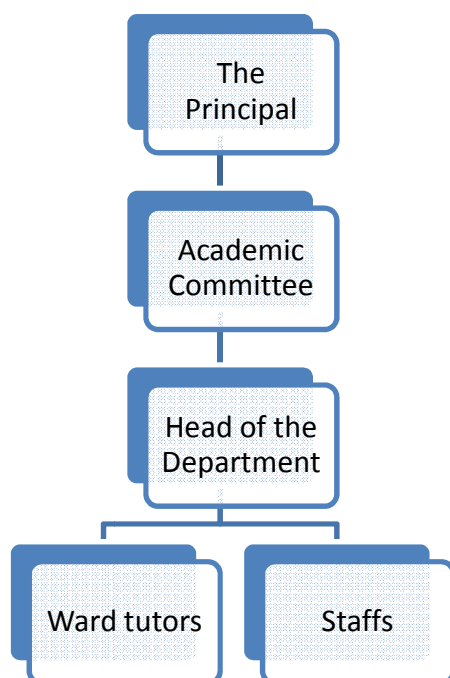 The
Principal
Academic
Committee
Head of the
Department
Ward tutors
Staffs